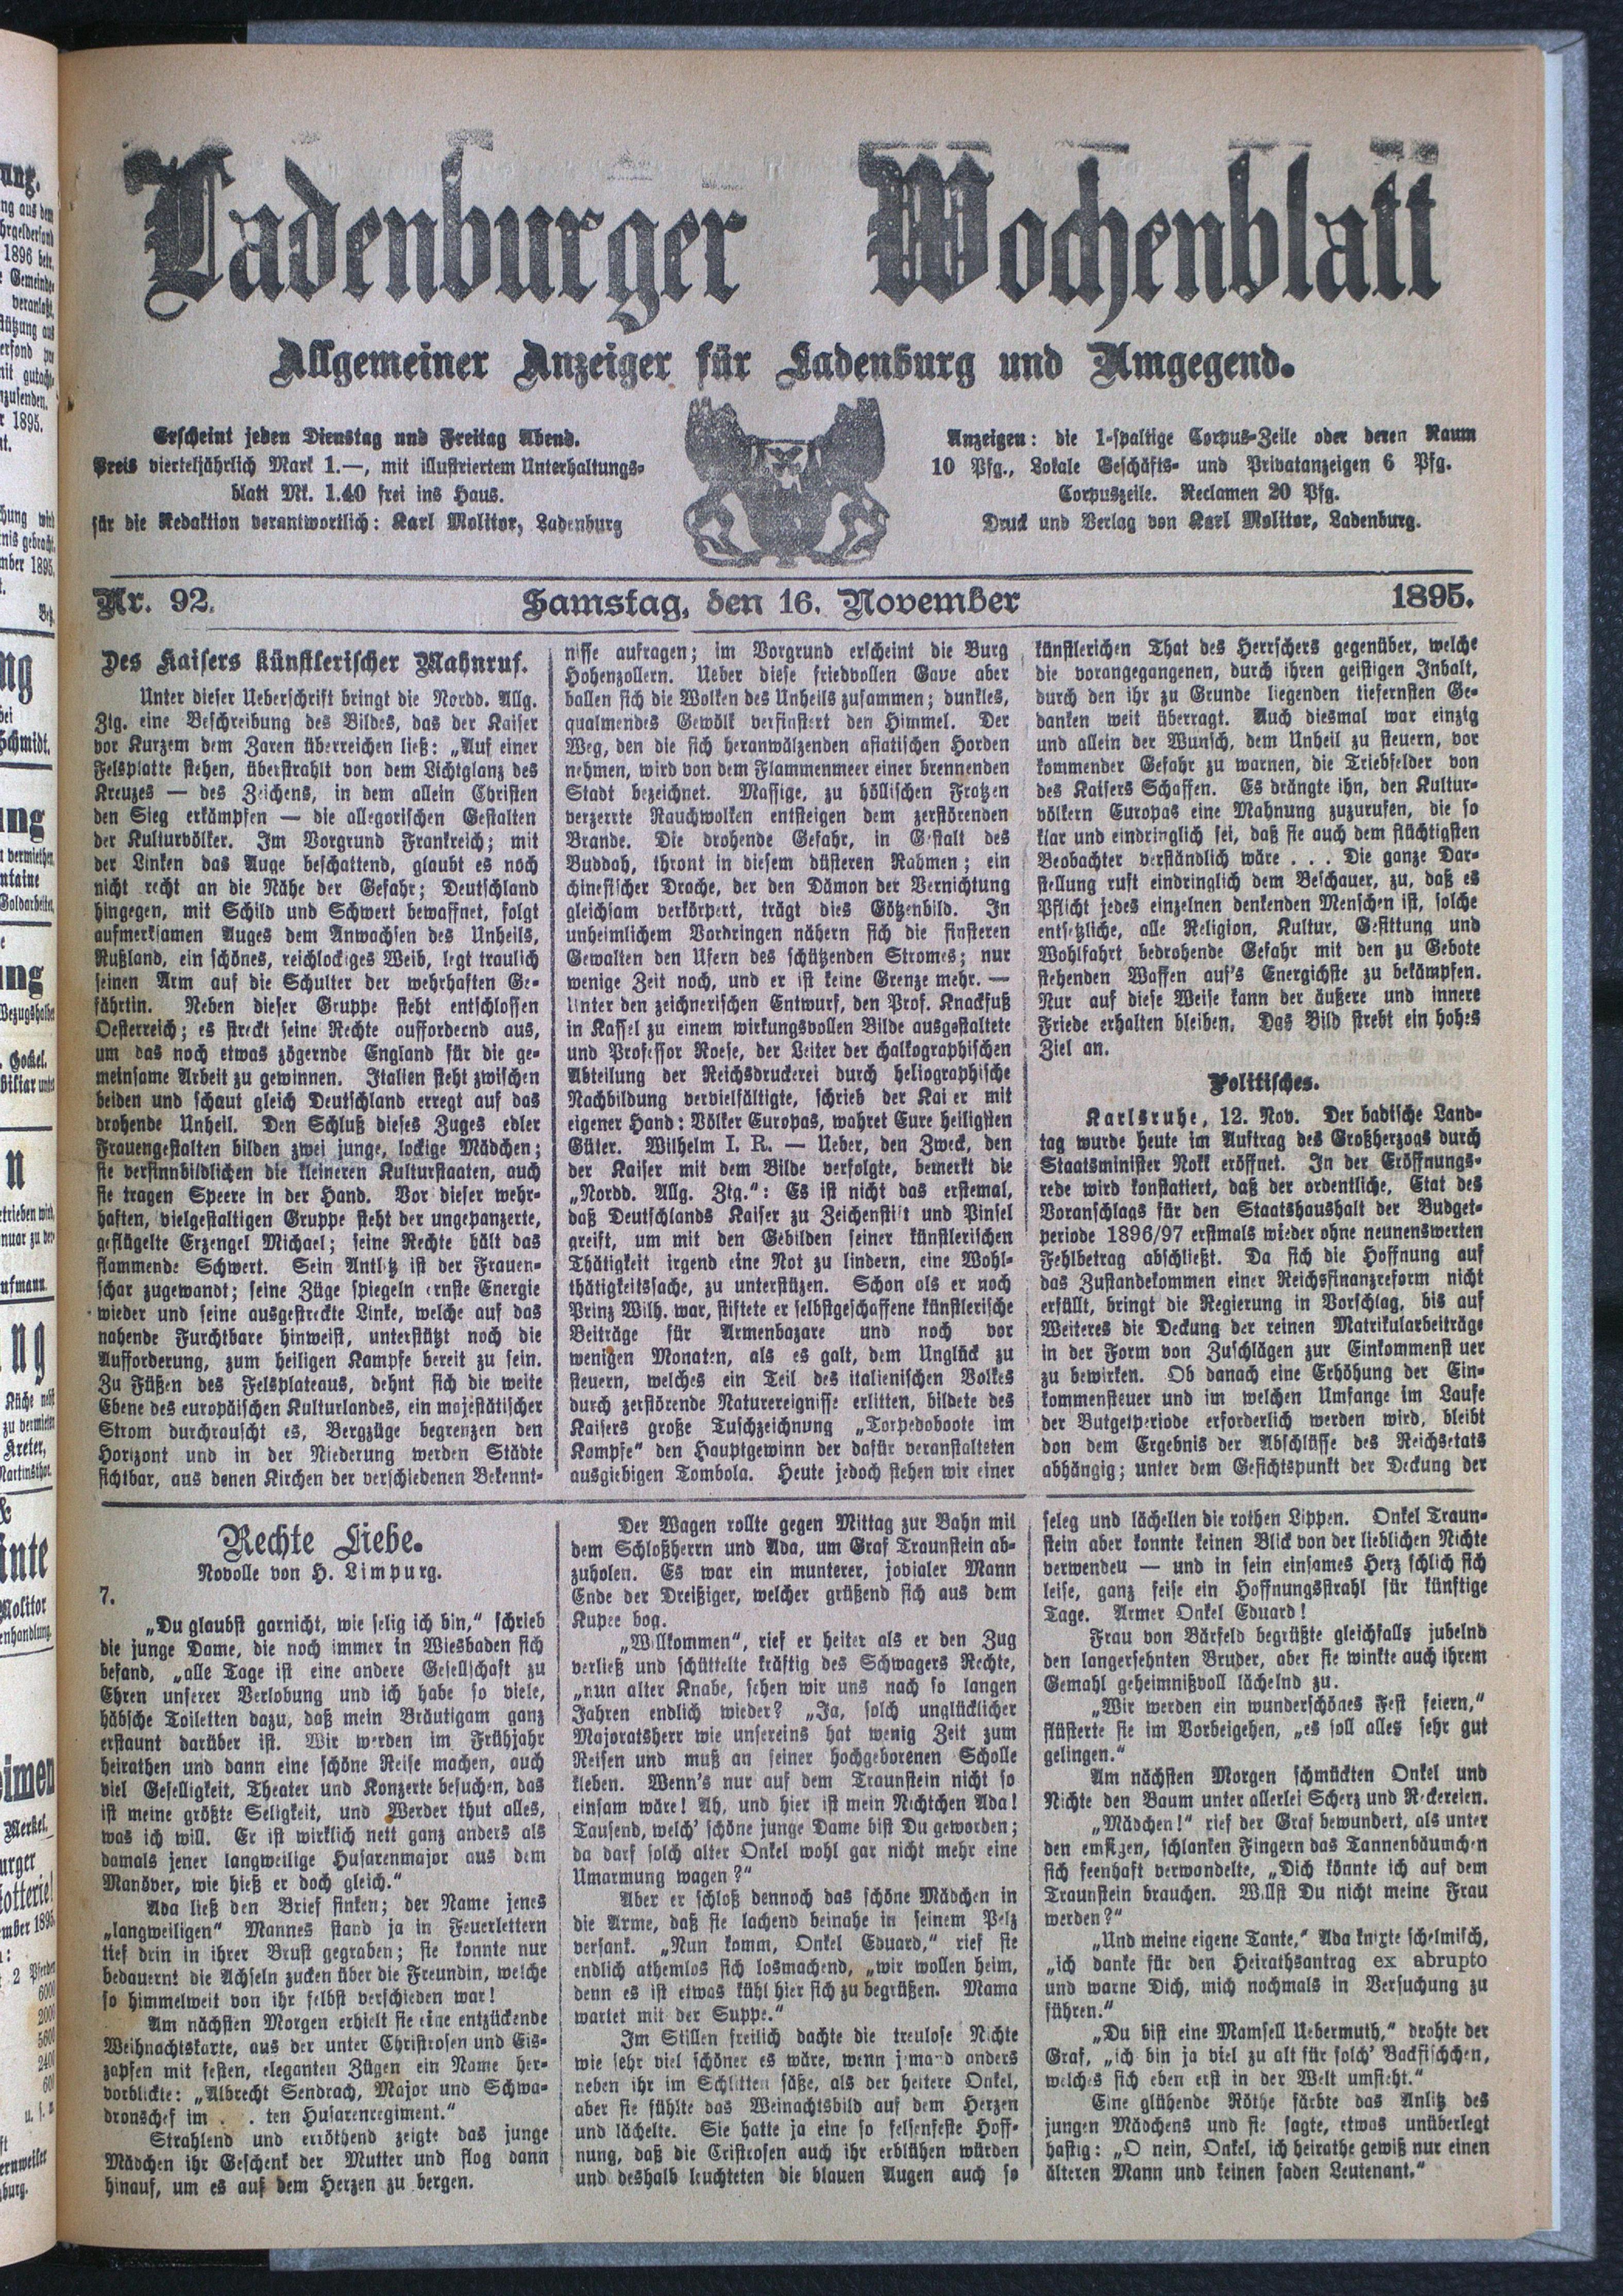 Ladenburger Wochenblatt
Allgemeiner Anzeiger für Ladenburg und Umgegend.
Erscheint jeden Dienstag und Freitag Abend.
Preis vierteljährlich Mark 1.—, mit illustriertem Unterhaltungs-
blatt Mk. 1.40 frei ins Haus.
für die Redaktion verantwortlich: Karl Molitor, Ladenburg
Anzeigen: die 1-spaltige Corpus-Zeile oder deren Raum
10 Pfg., Lokale Geschäfts- und Privatanzeigen 6 Pfg.
Corpuszeile. Reclamen 20 Pfg.
Druck und Verlag von Karl Molitor, Ladenburg.
Nr. 92. Samstag, den 16. November 1895.
Des Kaisers künstlerischer Mahnruf.
Unter dieser Ueberschrift bringt die Nordd. Allg.
Ztg. eine Beschreibung des Bildes, das der Kaiser
vor Kurzem dem Zaren überreichen ließ: „Auf einer
Felsplatte stehen, überstrahlt von dem Lichtglanz des
Kreuzes — des Zeichens, in dem allein Christen
den Sieg erkämpfen — die allegorischen Gestalten
der Kulturvölker. Im Vorgrund Frankreich; mit
der Linken das Auge beschattend, glaubt es noch
nicht recht an die Nähe der Gefahr; Deutschland
hingegen, mit Schild und Schwert bewaffnet, folgt
aufmerksamen Auges dem Anwachsen des Unheils,
Rußland, ein schönes, reichlockiges Weib, legt traulich
seinen Arm auf die Schulter der wehrhaften Ge-
fährtin. Neben dieser Gruppe steht entschlossen
Oesterreich; es streckt seine Rechte auffordernd aus,
um das noch etwas zögernde England für die ge-
meinsame Arbeit zu gewinnen. Italien steht zwischen
beiden und schaut gleich Deutschland erregt auf das
drohende Unheil. Den Schluß dieses Zuges edler
Frauengestalten bilden zwei junge, lockige Mädchen;
sie versinnbildlichen die kleineren Kulturstaaten, auch
sie tragen Speere in der Hand. Vor dieser wehr-
haften, vielgestaltigen Gruppe steht der ungepanzerte,
geflügelte Erzengel Michael; seine Rechte hält das
flammende Schwert. Sein Antlitz ist der Frauen-
schar zugewandt; seine Züge spiegeln ernste Energie
wieder und seine ausgestreckte Linke, welche auf das
nahende Furchtbare hinweist, unterstützt noch die
Aufforderung, zum heiligen Kampfe bereit zu sein.
Zu Füßen des Felsplateaus, dehnt sich die weite
Ebene des europäischen Kulturlandes, ein majestätischer
Strom durchrauscht es, Bergzüge begrenzen den
Horizont und in der Niederung werden Städte
sichtbar, aus denen Kirchen der verschiedenen Bekennt-
nisse aufragen; im Vorgrund erscheint die Burg
Hohenzollern. Ueber diese friedvollen Gaue aber
ballen sich die Wolken des Unheils zusammen; dunkles,
qualmendes Gewölk verfinstert den Himmel. Der
Weg, den die sich heranwälzenden asiatischen Horden
nehmen, wird von dem Flammenmeer einer brennenden
Stadt bezeichnet. Massige, zu höllischen Fratzen
verzerrte Rauchwolken entsteigen dem zerstörenden
Brande. Die drohende Gefahr, in Gestalt des
Buddah, thront in diesem düsteren Rahmen; ein
chinesischer Drache, der den Dämon der Vernichtung
gleichsam verkörpert, trägt dies Götzenbild. In
unheimlichem Vordringen nähern sich die finsteren
Gewalten den Ufern des schützenden Stromes; nur
wenige Zeit noch, und er ist keine Grenze mehr. —
Unter den zeichnerischen Entwurf, den Prof. Knackfuß
in Kassel zu einem wirkungsvollen Bilde ausgestaltete
und Professor Roese, der Leiter der chalkographischen
Abteilung der Reichsdruckerei durch heliographische
Nachbildung vervielfältigte, schrieb der Kai er mit
eigener Hand: Völker Europas, wahret Eure heiligsten
Güter. Wilhelm I. R. — Ueber, den Zweck, den
der Kaiser mit dem Bilde verfolgte, bemerkt die
„Nordd. Allg. Ztg.“: Es ist nicht das erstemal,
daß Deutschlands Kaiser zu Zeichenstift und Pinsel
greift, um mit den Gebilden seiner künstlerischen
Thätigkeit irgend eine Not zu lindern, eine Wohl-
thätigkeitssache, zu unterstüzen. Schon als er noch
Prinz Wilh. war, stiftete er selbstgeschaffene künstlerische
Beiträge für Armenbazare und noch vor
wenigen Monaten, als es galt, dem Unglück zu
steuern, welches ein Teil des italienischen Volkes
durch zerstörende Naturereignisse erlitten, bildete des
Kaisers große Tuschzeichnung „Torpedoboote im
Kampfe“ den Hauptgewinn der dafür veranstalteten
ausgiebigen Tombola. Heute jedoch stehen wir einer
künstlerichen That des Herrschers gegenüber, welche
die vorangegangenen, durch ihren geistigen Inhalt,
durch den ihr zu Grunde liegenden tiefernsten Ge-
danken weit überragt. Auch diesmal war einzig
und allein der Wunsch, dem Unheil zu steuern, vor
kommender Gefahr zu warnen, die Triebfelder von
des Kaisers Schaffen. Es drängte ihn, den Kultur-
völkern Europas eine Mahnung zuzurufen, die so
klar und eindringlich sei, daß sie auch dem flüchtigsten
Beobachter verständlich wäre . . . Die ganze Dar-
stellung ruft eindringlich dem Beschauer, zu, daß es
Pflicht jedes einzelnen denkenden Menschen ist, solche
entsetzliche, alle Religion, Kultur, Gesittung und
Wohlfahrt bedrohende Gefahr mit den zu Gebote
stehenden Waffen auf's Energichste zu bekämpfen.
Nur auf diese Weise kann der äußere und innere
Friede erhalten bleiben. Das Bild strebt ein hohes
Ziel an.
Politisches.
Karlsruhe, 12. Nov. Der badische Land-
tag wurde heute im Auftrag des Großherzogs durch
Staatsminister Nokk eröffnet. In der Eröffnungs-
rede wird konstatiert, daß der ordentliche, Etat des
Voranschlags für den Staatshaushalt der Budget-
periode 1896/97 erstmals wieder ohne neunenswerten
Fehlbetrag abschließt. Da sich die Hoffnung auf
das Zustandekommen einer Reichsfinanzreform nicht
erfüllt, bringt die Regierung in Vorschlag, bis auf
Weiteres die Deckung der reinen Matrikularbeiträge
in der Form von Zuschlägen zur Einkommenst uer
zu bewirken. Ob danach eine Erhöhung der Ein-
kommensteuer und im welchen Umfange im Laufe
der Butgetperiode erforderlich werden wird, bleibt
don dem Ergebnis der Abschlüsse des Reichsetats
abhängig; unter dem Gesichtspunkt der Deckung der
Rechte Liebe.
Novolle von H. Limpurg.
7.
„Du glaubst garnicht, wie selig ich bin,“ schrieb
die junge Dame, die noch immer in Wiesbaden sich
befand, „alle Tage ist eine andere Gesellschaft zu
Ehren unserer Verlobung und ich habe so viele,
häbsche Toiletten dazu, daß mein Bräutigam ganz
erstaunt darüber ist. Wir werden im Frühjahr
heirathen und dann eine schöne Reise machen, auch
viel Geselligkeit, Theater und Konzerte besuchen, das
ist meine größte Seligkeit, und Werder thut alles,
was ich will. Er ist wirklich nett ganz anders als
damals jener langweilige Husarenmajor aus dem
Manöver, wie hieß er doch gleich.“
Ada ließ den Brief sinken; der Name jenes
„langweiligen“ Mannes stand ja in Feuerlettern
tief drin in ihrer Brust gegraben; sie konnte nur
bedauernt die Achseln zucken über die Freundin, welche
so himmelweit von ihr selbst verschieden war!
Am nächsten Morgen erhielt sie eine entzückende
Weihnachtskarte, aus der unter Christrosen und Eis-
zapfen mit festen, eleganten Zügen ein Name her-
vorblickte: „Albrecht Sendrach, Major und Schwa-
dronschef im . . ten Husarenregiment.“
Strahlend und erröthend zeigte das junge
Mädchen ihr Geschenk der Mutter und flog dann
hinauf, um es auf dem Herzen zu bergen.
Der Wagen rollte gegen Mittag zur Bahn mit
dem Schloßherrn und Ada, um Graf Traunstein ab-
zuholen. Es war ein munterer, jovialer Mann
Ende der Dreißiger, welcher grüßend sich aus dem
Kupee bog.
„Willkommen“, rief er heiter als er den Zug
verließ und schüttelte kräftig des Schwagers Rechte,
„nun alter Knabe, sehen wir uns nach so langen
Jahren endlich wieder? „Ja, solch unglücklicher
Majoratsherr wie unsereins hat wenig Zeit zum
Reisen und muß an seiner hochgeborenen Scholle
kleben. Wenn's nur auf dem Traunstein nicht so
einsam wäre! Ah, und hier ist mein Nichtchen Ada!
Tausend, welch' schöne junge Dame bist Du geworden;
da darf solch alter Onkel wohl gar nicht mehr eine
Umarmung wagen?“
Aber er schloß dennoch das schöne Mädchen in
die Arme, daß sie lachend beinahe in seinem Pelz
versank. „Nun komm, Onkel Eduard,“ rief sie
endlich athemlos sich losmachend, „wir wollen heim,
denn es ist etwas kühl hier sich zu begrüßen. Mama
wartet mit der Suppe.“
Im Stillen freilich dachte die treulose Nichte
wie sehr viel schöner es wäre, wenn jemand anders
neben ihr im Schlitten säße, als der heitere Onkel,
aber sie fühlte das Weinachtsbild auf dem Herzen
und lächelte. Sie hatte ja eine so felsenfeste Hoff-
nung, daß die Cristrosen auch ihr erblühen würden
und deshalb leuchteten die blauen Augen auch so
seleg und lächelten die rothen Lippen. Onkel Traun-
stein aber konnte keinen Blick von der lieblichen Nichte
verwendeu — und in sein einsames Herz schlich sich
leise, ganz leise ein Hoffnungsstrahl für künftige
Tage. Armer Onkel Eduard!
Frau von Bärfeld begrüßte gleichfalls jubelnd
den langersehnten Bruder, aber sie winkte auch ihrem
Gemahl geheimnißvoll lächelnd zu.
„Wir werden ein wunderschönes Fest feiern,“
flüsterte sie im Vorbeigehen, „es soll alles sehr gut
gelingen.“
Am nächsten Morgen schmückten Onkel und
Nichte den Baum unter allerlei Scherz und Neckereien.
„Mädchen!“ rief der Graf bewundert, als unter
den emsigen, schlanken Fingern das Tannenbäumchen
sich feenhaft verwandelte, „Dich könnte ich auf dem
Traunstein brauchen. Willst Du nicht meine Frau
werden?“
„Und meine eigene Tante,“ Ada knixte schelmisch,
„ich danke für den Heirathsantrag ex abrupto
und warne Dich, mich nochmals in Versuchung zu
führen.“
„Du bist eine Mamsell Uebermuth,“ drohte der
Graf, „ich bin ja viel zu alt für solch' Backfischchen,
welches sich eben erst in der Welt umsieht.“
Eine glühende Röthe färbte das Anlitz des
jungen Mädchens und sie sagte, etwas unüberlegt
hastig: „O nein, Onkel, ich heirathe gewiß nur einen
älteren Mann und keinen faden Leutenant.“